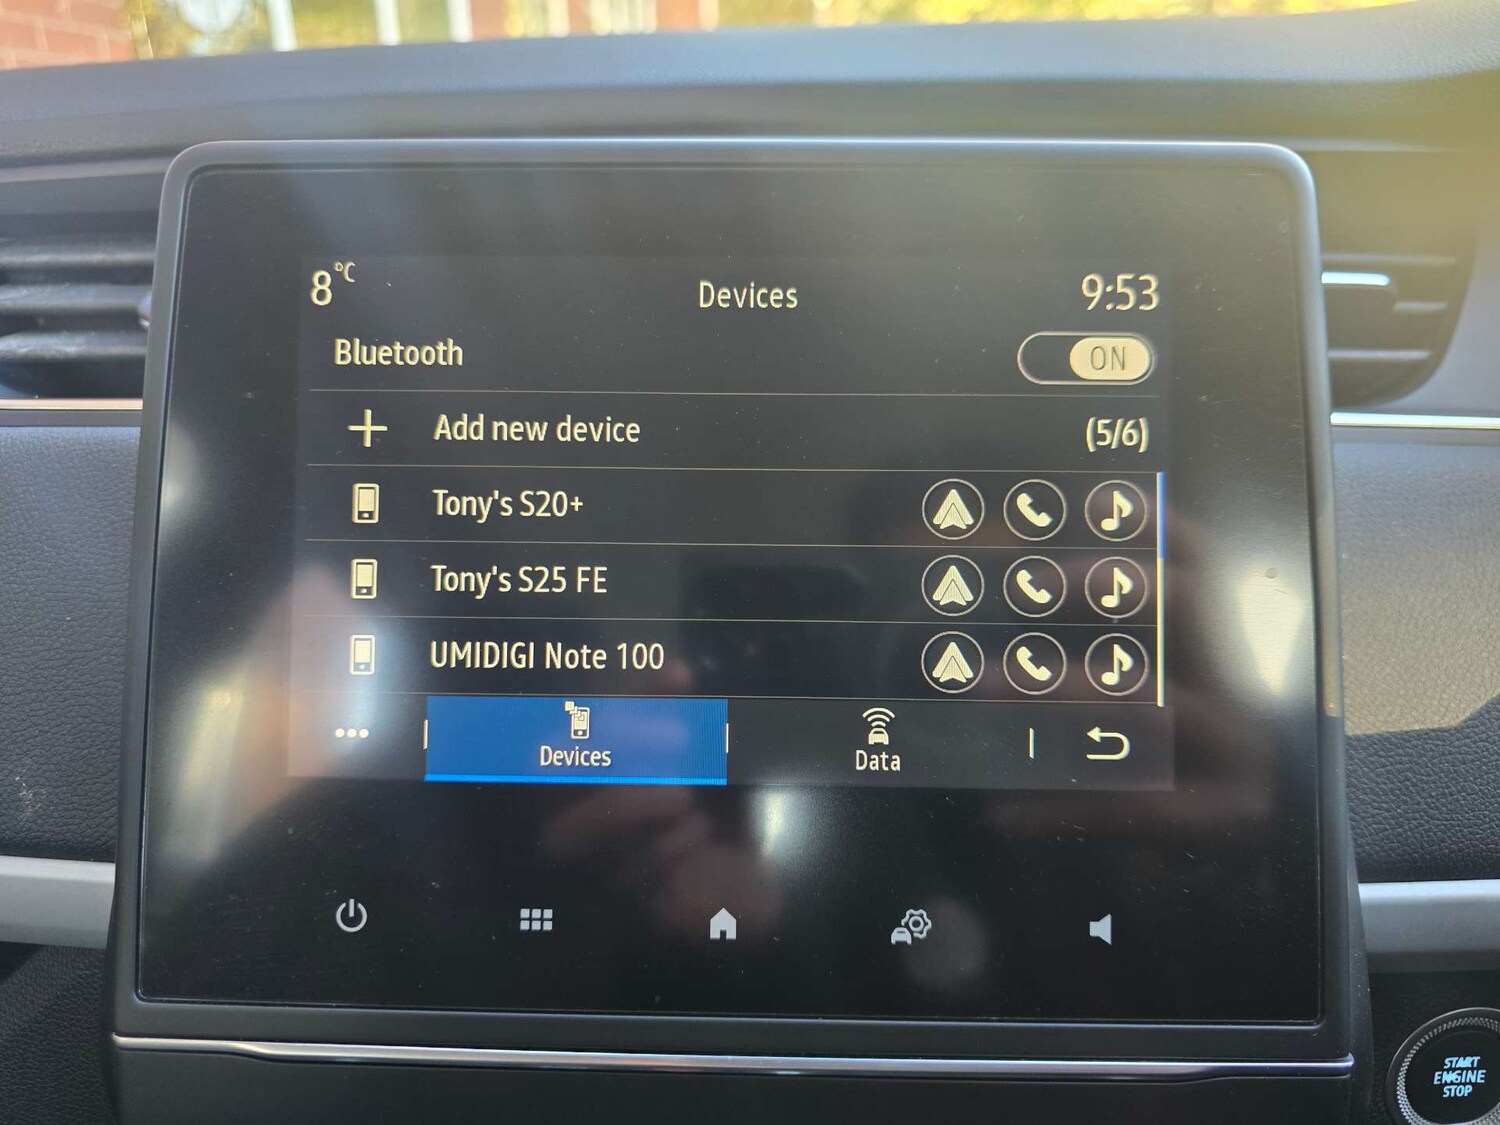 8°C Devices 9:53
Bluetooth ON
Add new device (5/6)
Tony's S20+
Tony's S25 FE
UMIDIGI Note 100
Devices Data
START
ENGINE
STOP